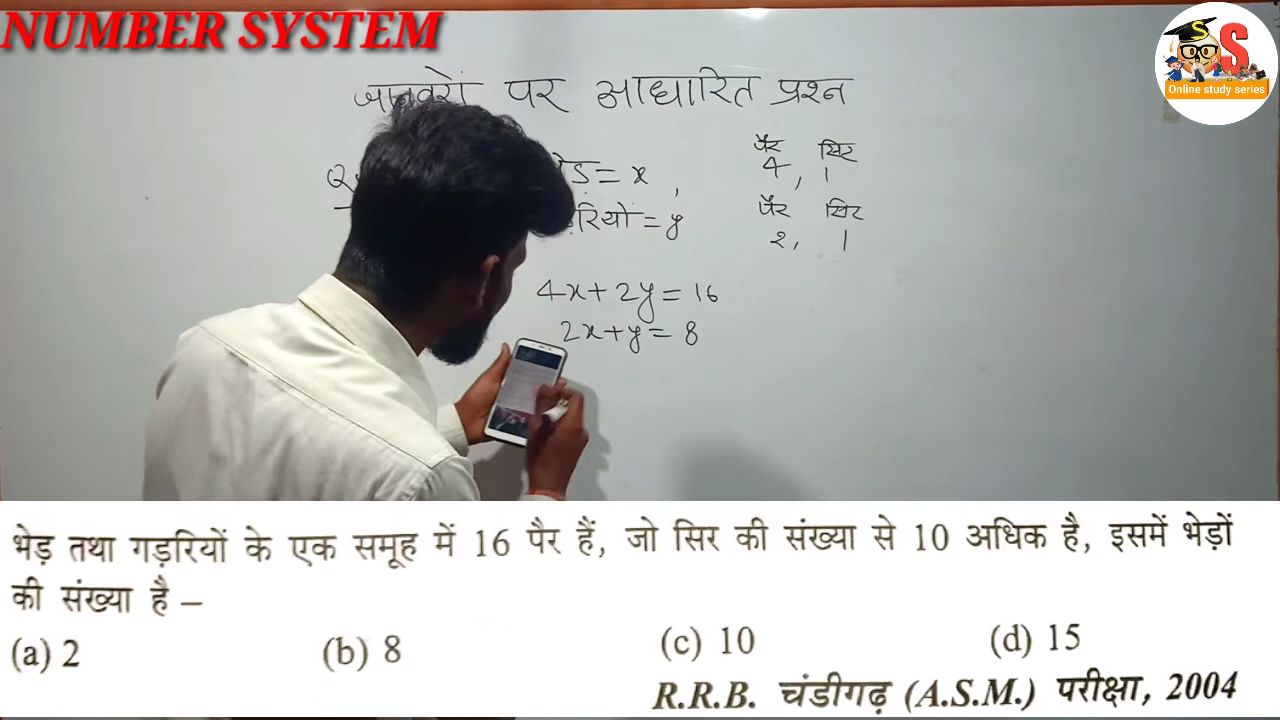 NUMBER SYSTEM
S S
Online study series
जानवरों पर आधारित प्रश्न
पैर सिर
= x , 4, 1
= y पैर सिर
2, 1
4x + 2y = 16
2x + y = 8
भेड़ तथा गड़रियों के एक समूह में 16 पैर हैं, जो सिर की संख्या से 10 अधिक है, इसमें भेड़ों
की संख्या है –
(a) 2 (b) 8 (c) 10 (d) 15
R.R.B. चंडीगढ़ (A.S.M.) परीक्षा, 2004